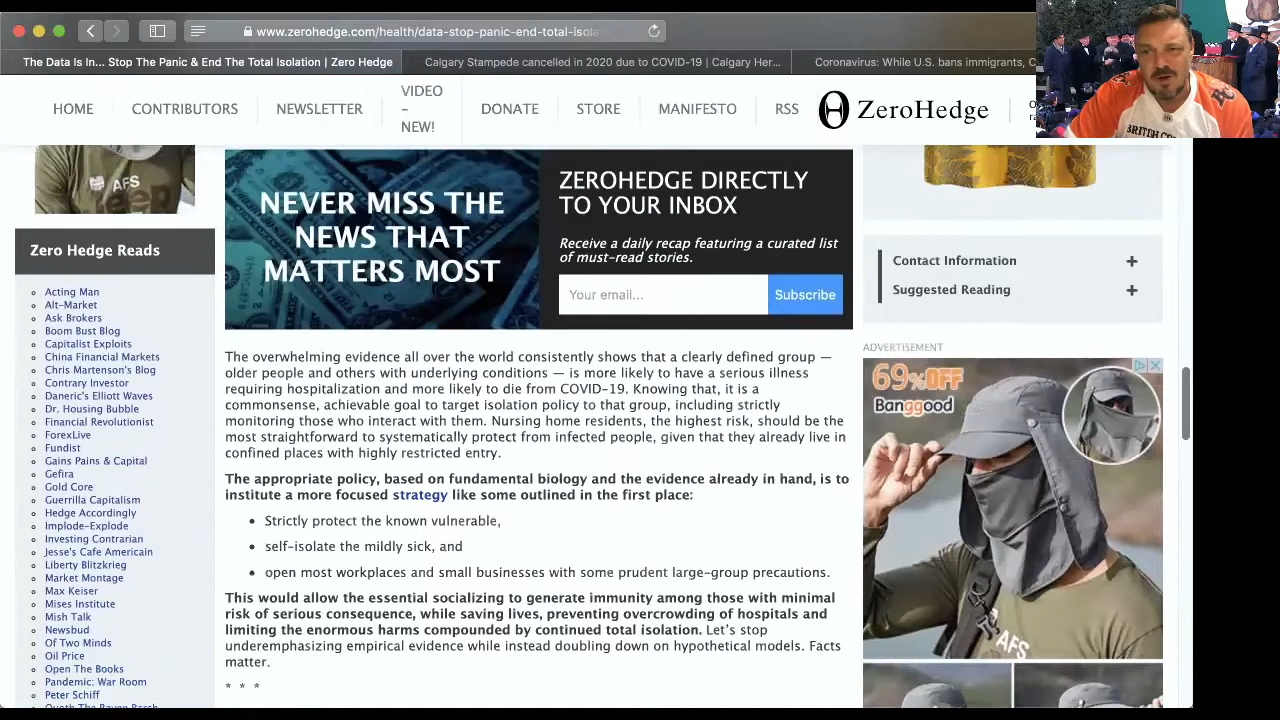 www.zerohedge.com/health/data-stop-panic-end-total-isola
The Data Is In... Stop The Panic & End The Total Isolation | Zero Hedge
Calgary Stampede cancelled in 2020 due to COVID-19 | Calgary Her...
Coronavirus: While U.S. bans immigrants, C
HOME
CONTRIBUTORS
NEWSLETTER
VIDEO
–
NEW!
DONATE
STORE
MANIFESTO
RSS
ZeroHedge
BRITISH
AFS
NEVER MISS THE
NEWS THAT
MATTERS MOST
ZEROHEDGE DIRECTLY
TO YOUR INBOX
Receive a daily recap featuring a curated list
of must-read stories.
Your email...
Subscribe
Zero Hedge Reads
Acting Man
Alt-Market
Ask Brokers
Boom Bust Blog
Capitalist Exploits
China Financial Markets
Chris Martenson's Blog
Contrary Investor
Daneric's Elliott Waves
Dr. Housing Bubble
Financial Revolutionist
ForexLive
Fundist
Gains Pains & Capital
Gefira
Gold Core
Guerrilla Capitalism
Hedge Accordingly
Implode-Explode
Investing Contrarian
Jesse's Cafe Americain
Liberty Blitzkrieg
Market Montage
Max Keiser
Mises Institute
Mish Talk
Newsbud
Of Two Minds
Oil Price
Open The Books
Pandemic: War Room
Peter Schiff
The overwhelming evidence all over the world consistently shows that a clearly defined group —
older people and others with underlying conditions — is more likely to have a serious illness
requiring hospitalization and more likely to die from COVID-19. Knowing that, it is a
commonsense, achievable goal to target isolation policy to that group, including strictly
monitoring those who interact with them. Nursing home residents, the highest risk, should be the
most straightforward to systematically protect from infected people, given that they already live in
confined places with highly restricted entry.
The appropriate policy, based on fundamental biology and the evidence already in hand, is to
institute a more focused strategy like some outlined in the first place:
• Strictly protect the known vulnerable,
• self-isolate the mildly sick, and
• open most workplaces and small businesses with some prudent large-group precautions.
This would allow the essential socializing to generate immunity among those with minimal
risk of serious consequence, while saving lives, preventing overcrowding of hospitals and
limiting the enormous harms compounded by continued total isolation. Let's stop
underemphasizing empirical evidence while instead doubling down on hypothetical models. Facts
matter.
* * *
Contact Information +
Suggested Reading +
ADVERTISEMENT
69%OFF
Banggood
AFS